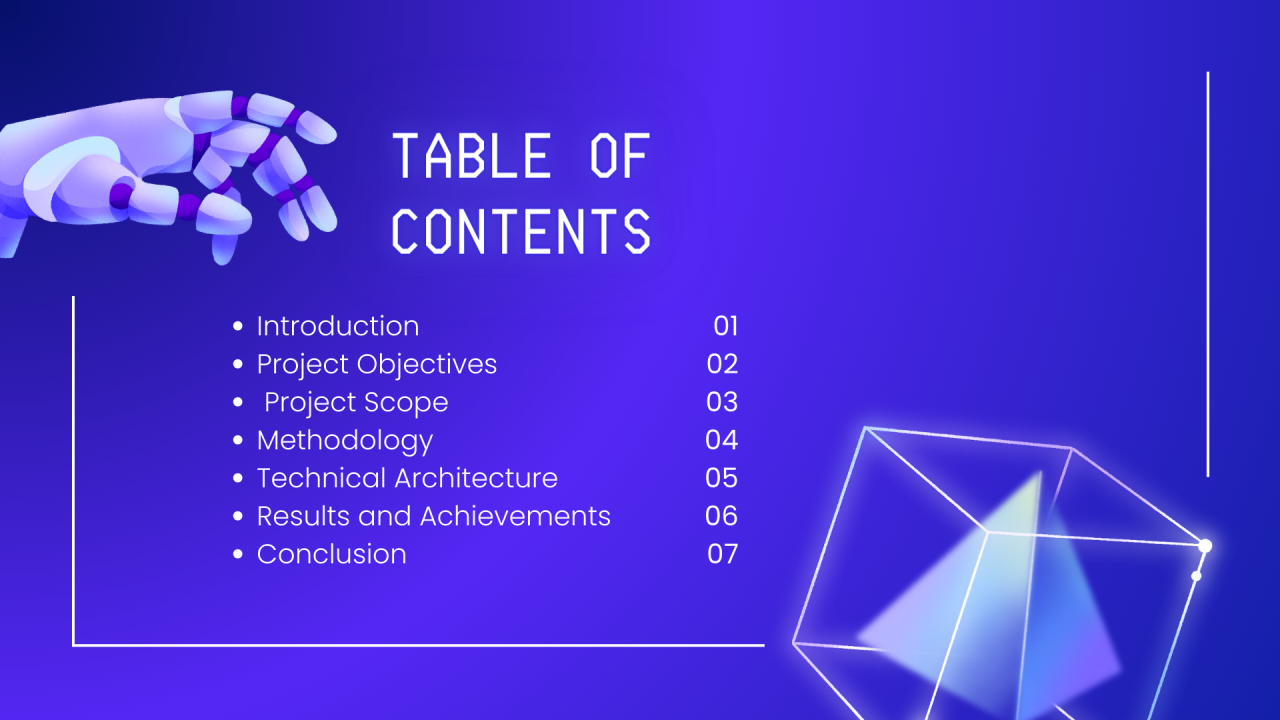 TABLE OF
CONTENTS
• Introduction 01
• Project Objectives 02
• Project Scope 03
• Methodology 04
• Technical Architecture 05
• Results and Achievements 06
• Conclusion 07